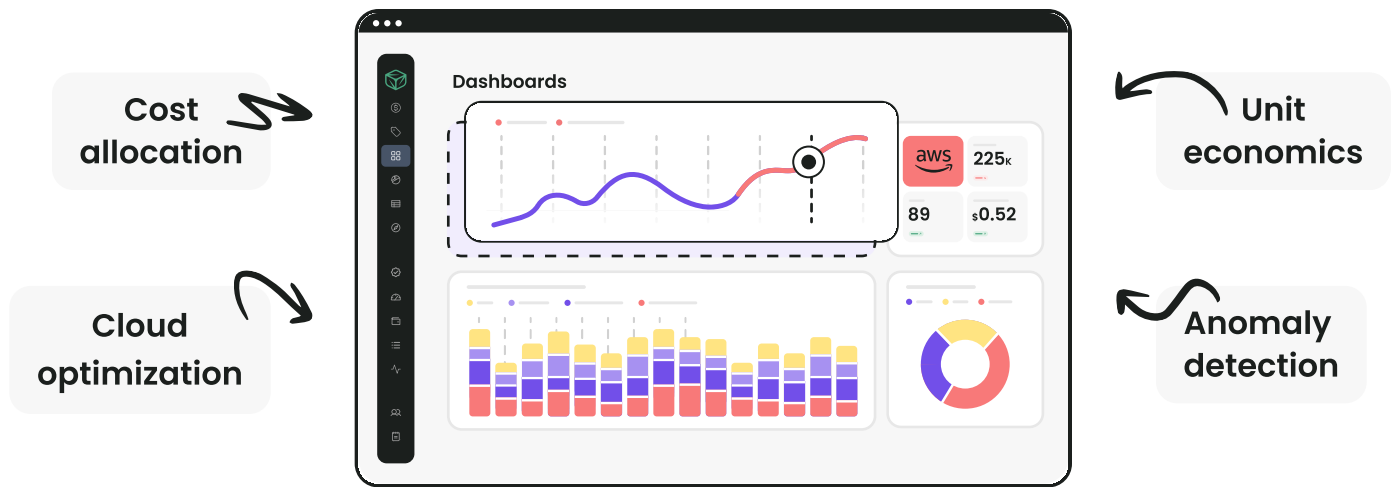 Cost
allocation
Cloud
optimization
Dashboards
aws
225K
89
$0.52
Unit
economics
Anomaly
detection